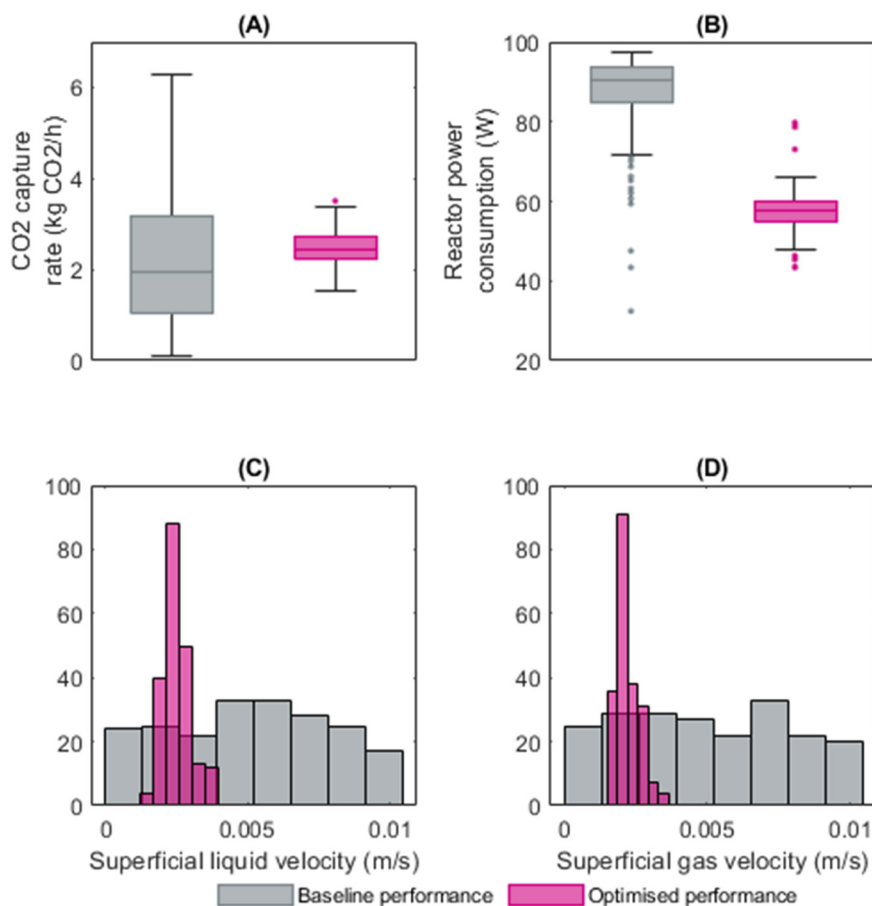 (A)
CO2 capture
rate (kg CO2/h)
6
4
2
0
(B)
Reactor power
consumption (W)
100
80
60
40
20
(C)
100
80
60
40
20
0
0 0.005 0.01
Superficial liquid velocity (m/s)
(D)
100
80
60
40
20
0
0 0.005 0.01
Superficial gas velocity (m/s)
Baseline performance Optimised performance